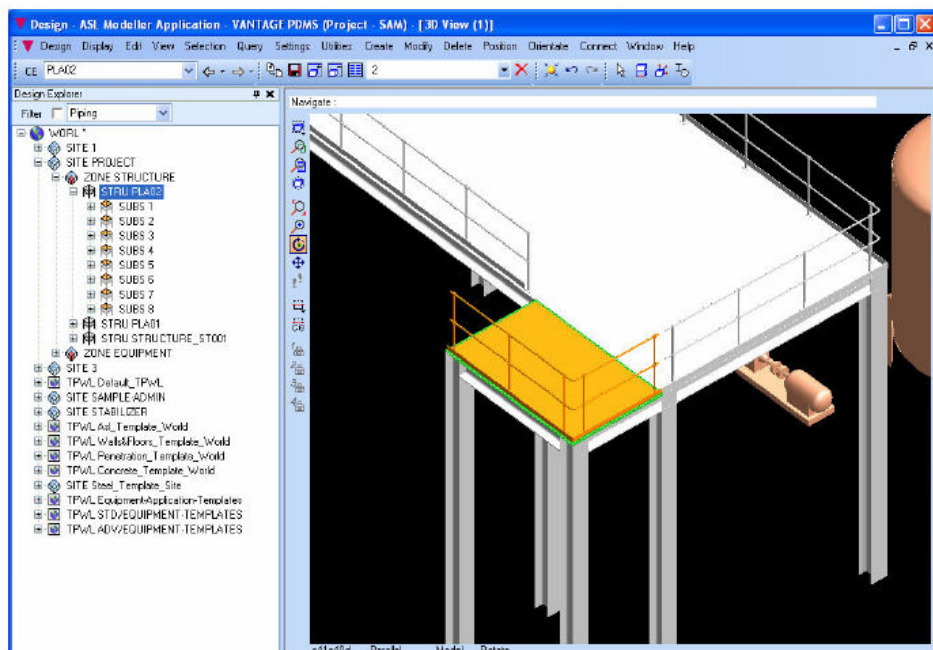 Design - ASL Modeller Application - VANTAGE PDMS (Project - SAM) - [3D View (1)]
Design Display Edit View Selection Query Settings Utilities Create Modify Delete Position Orientate Connect Window Help
CE PLA02 2
Design Explorer
Navigate :
Filter Piping
WORL *
SITE 1
SITE PROJECT
ZONE STRUCTURE
STRU PLA02
SUBS 1
SUBS 2
SUBS 3
SUBS 4
SUBS 5
SUBS 6
SUBS 7
SUBS 8
STRU PLA01
STRU STRUCTURE_ST001
ZONE EQUIPMENT
SITE 3
TPWL Default_TPWL
SITE SAMPLE-ADMIN
SITE STABILIZER
TPWL Asl_Template_World
TPWL Walls&Floors_Template_World
TPWL Penetration_Template_World
TPWL Concrete_Template_World
SITE Steel_Template_Site
TPWL Equipment-Application-Templates
TPWL STD/EQUIPMENT-TEMPLATES
TPWL ADV/EQUIPMENT-TEMPLATES
Parallel Model Rotate